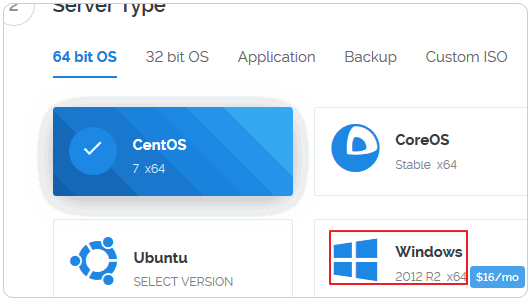 2
Server Type
64 bit OS
32 bit OS
Application
Backup
Custom ISO
CentOS
7 x64
CoreOS
Stable x64
Ubuntu
SELECT VERSION
Windows
2012 R2 x64
$16/mo